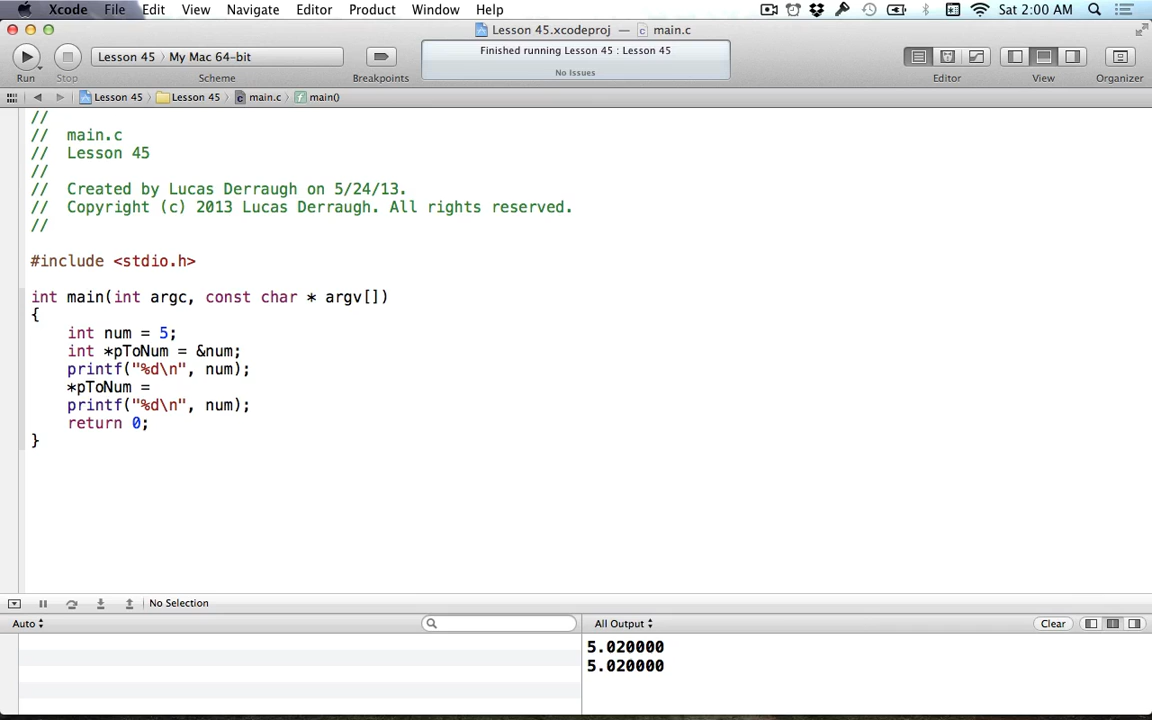 Xcode File Edit View Navigate Editor Product Window Help Sat 2:00 AM
Lesson 45.xcodeproj — main.c
Lesson 45 〉 My Mac 64-bit
Finished running Lesson 45 : Lesson 45
No Issues
Run Stop Scheme Breakpoints Editor View Organizer
Lesson 45 〉 Lesson 45 〉 main.c 〉 main()
//
// main.c
// Lesson 45
//
// Created by Lucas Derraugh on 5/24/13.
// Copyright (c) 2013 Lucas Derraugh. All rights reserved.
//
#include <stdio.h>
int main(int argc, const char * argv[])
{
int num = 5;
int *pToNum = &num;
printf("%d\n", num);
*pToNum =
printf("%d\n", num);
return 0;
}
No Selection
Auto All Output Clear
5.020000
5.020000